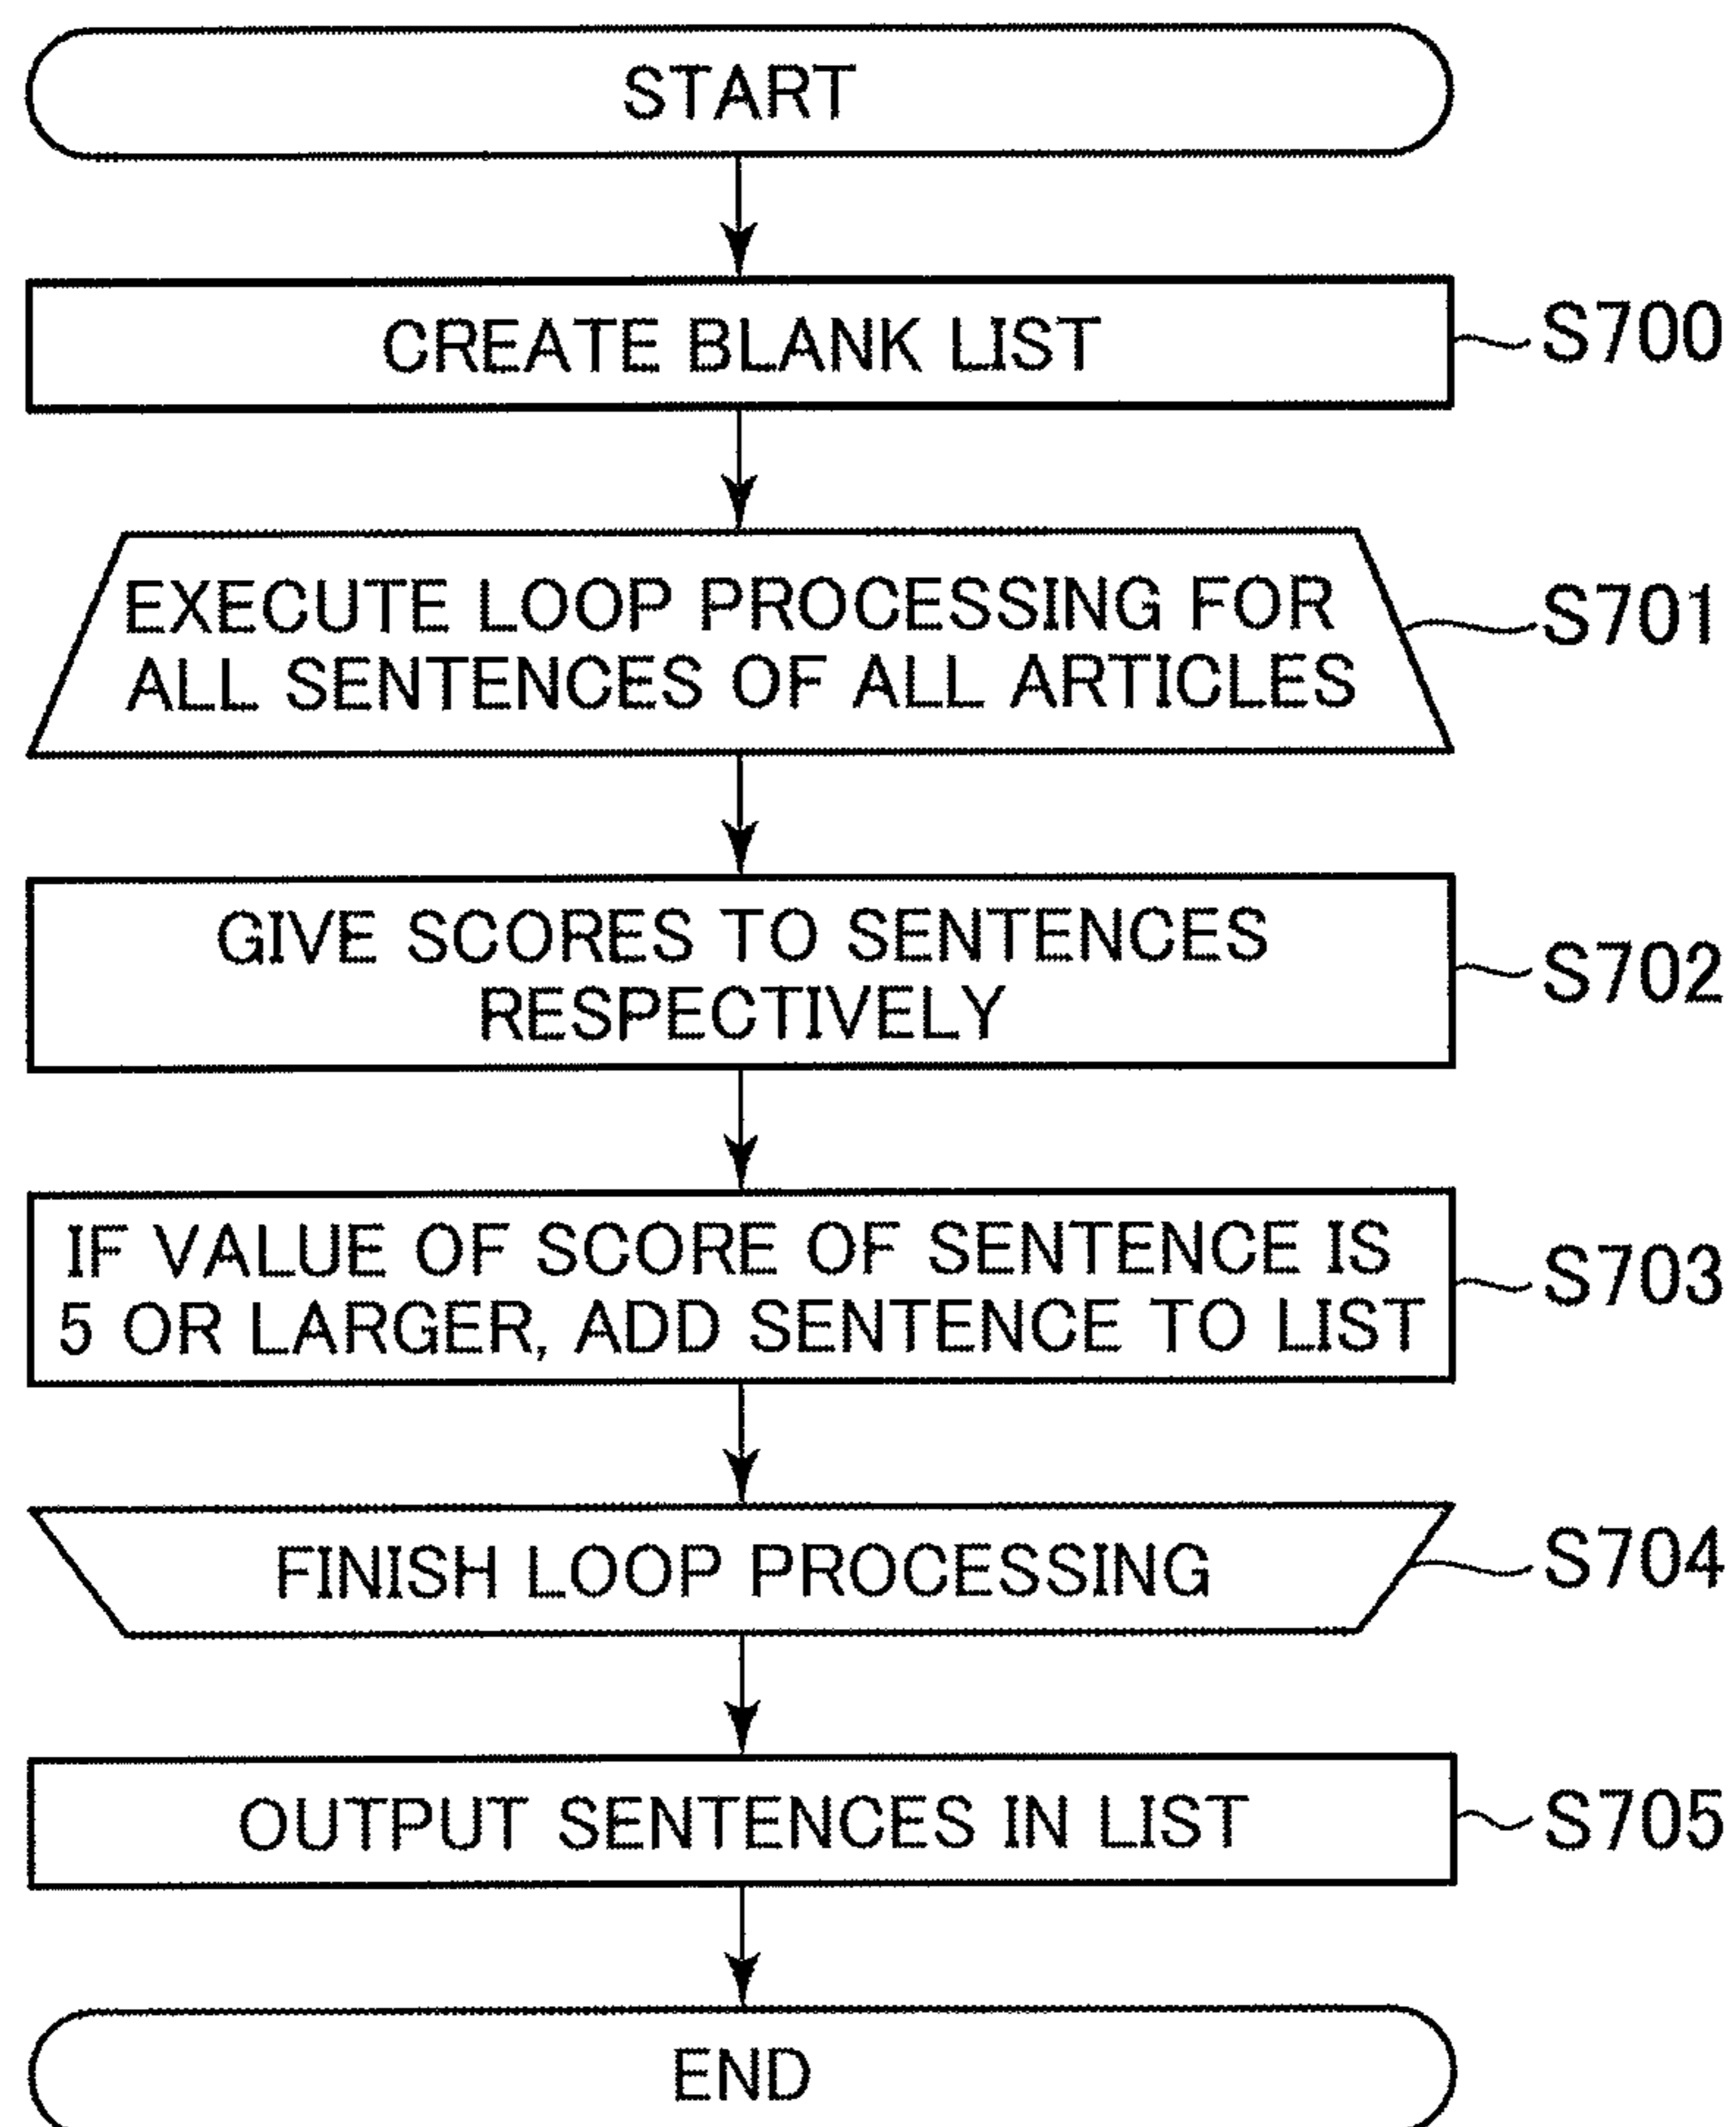 START
CREATE BLANK LIST
S700
EXECUTE LOOP PROCESSING FOR
ALL SENTENCES OF ALL ARTICLES
S701
GIVE SCORES TO SENTENCES
RESPECTIVELY
S702
IF VALUE OF SCORE OF SENTENCE IS
5 OR LARGER, ADD SENTENCE TO LIST
S703
FINISH LOOP PROCESSING
S704
OUTPUT SENTENCES IN LIST
S705
END